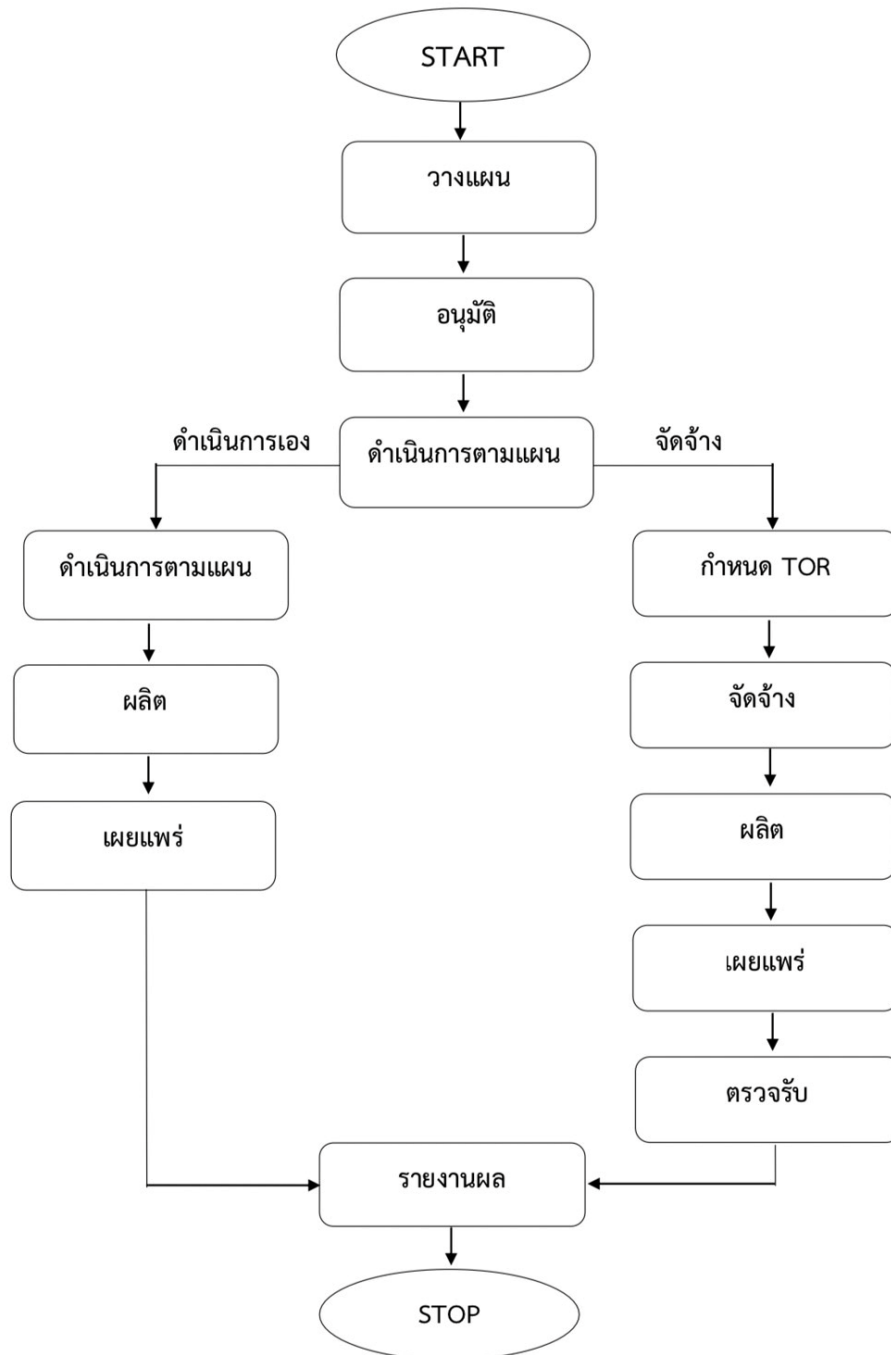 START
วางแผน
อนุมัติ
ดำเนินการเอง
ดำเนินการตามแผน
จัดจ้าง
ดำเนินการตามแผน
ผลิต
เผยแพร่
กำหนด TOR
จัดจ้าง
ผลิต
เผยแพร่
ตรวจรับ
รายงานผล
STOP